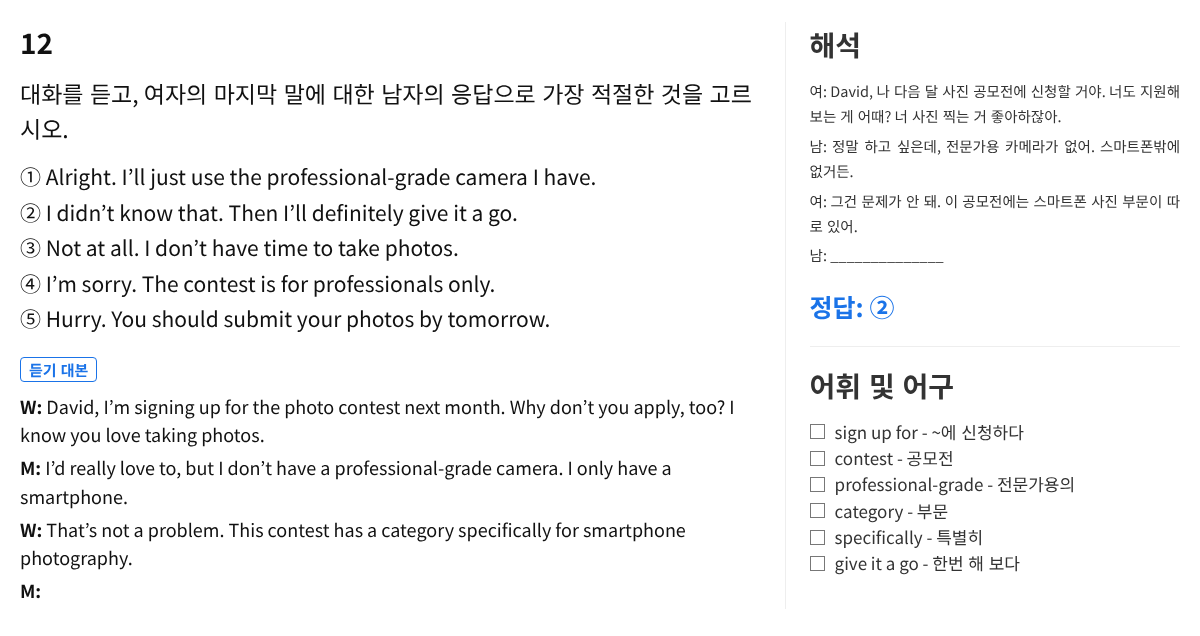 12
대화를 듣고, 여자의 마지막 말에 대한 남자의 응답으로 가장 적절한 것을 고르
시오.
① Alright. I’ll just use the professional-grade camera I have.
② I didn’t know that. Then I’ll definitely give it a go.
③ Not at all. I don’t have time to take photos.
④ I’m sorry. The contest is for professionals only.
⑤ Hurry. You should submit your photos by tomorrow.
듣기 대본
W: David, I’m signing up for the photo contest next month. Why don’t you apply, too? I
know you love taking photos.
M: I’d really love to, but I don’t have a professional-grade camera. I only have a
smartphone.
W: That’s not a problem. This contest has a category specifically for smartphone
photography.
M:
해석
여: David, 나 다음 달 사진 공모전에 신청할 거야. 너도 지원해
보는 게 어때? 너 사진 찍는 거 좋아하잖아.
남: 정말 하고 싶은데, 전문가용 카메라가 없어. 스마트폰밖에
없거든.
여: 그건 문제가 안 돼. 이 공모전에는 스마트폰 사진 부문이 따
로 있어.
남: ______________
정답: ②
어휘 및 어구
□ sign up for - ~에 신청하다
□ contest - 공모전
□ professional-grade - 전문가용의
□ category - 부문
□ specifically - 특별히
□ give it a go - 한번 해 보다